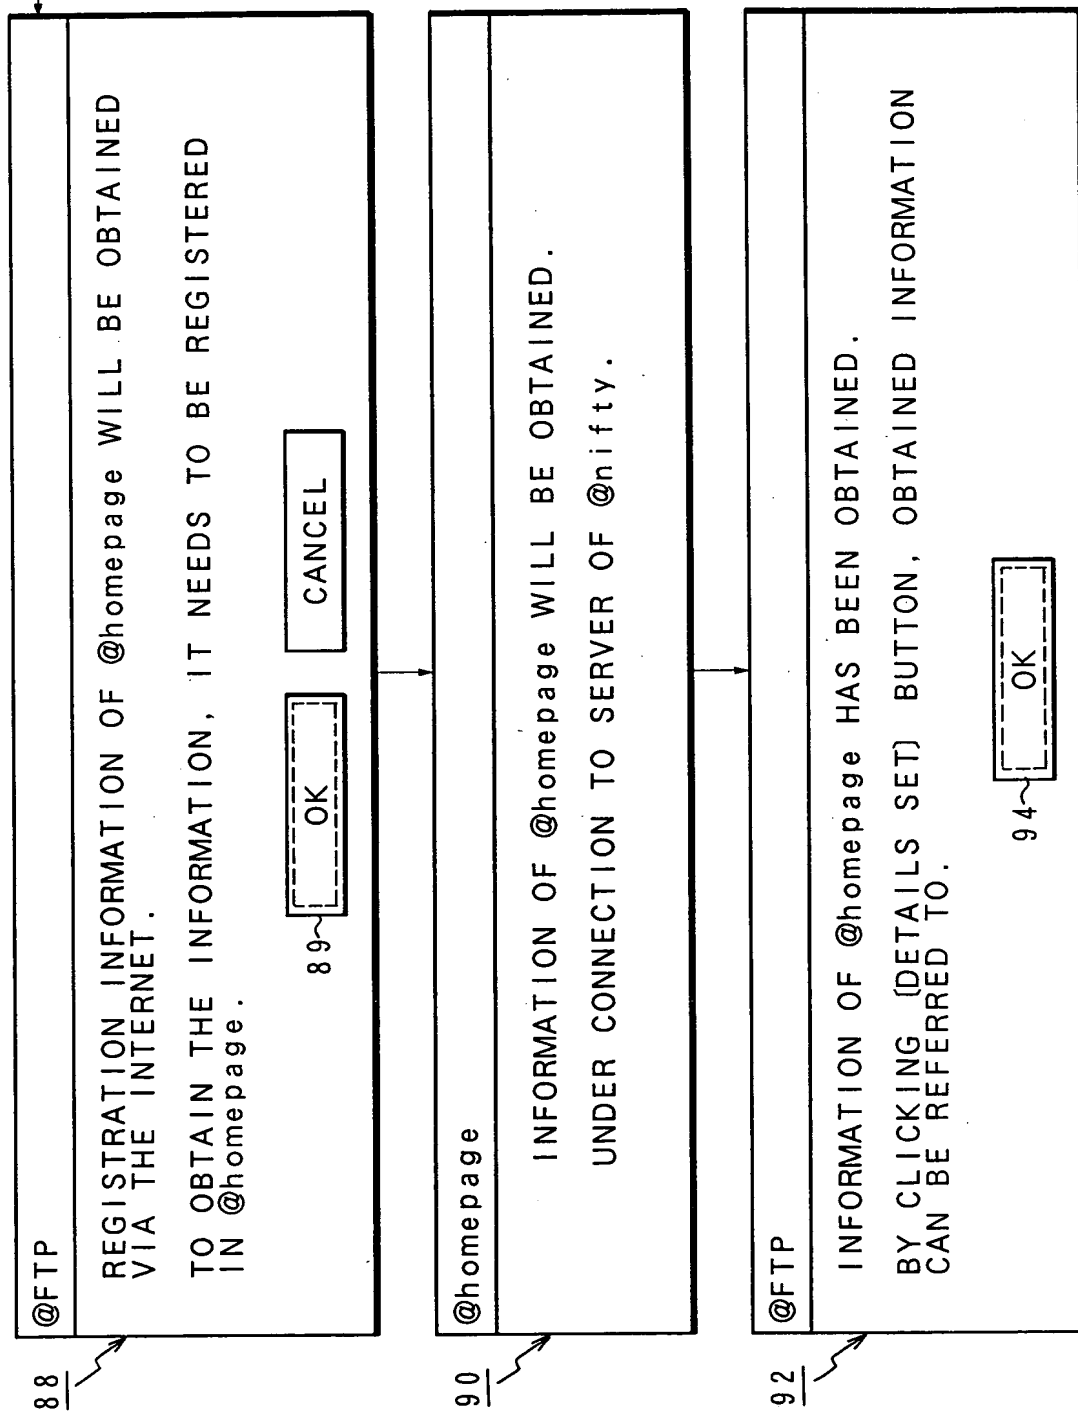 88
@FTP
REGISTRATION INFORMATION OF @homepage WILL BE OBTAINED
VIA THE INTERNET.
TO OBTAIN THE INFORMATION, IT NEEDS TO BE REGISTERED
IN @homepage.
89
OK
CANCEL
90
@homepage
INFORMATION OF @homepage WILL BE OBTAINED.
UNDER CONNECTION TO SERVER OF @nifty.
92
@FTP
INFORMATION OF @homepage HAS BEEN OBTAINED.
BY CLICKING [DETAILS SET] BUTTON, OBTAINED INFORMATION
CAN BE REFERRED TO.
94
OK